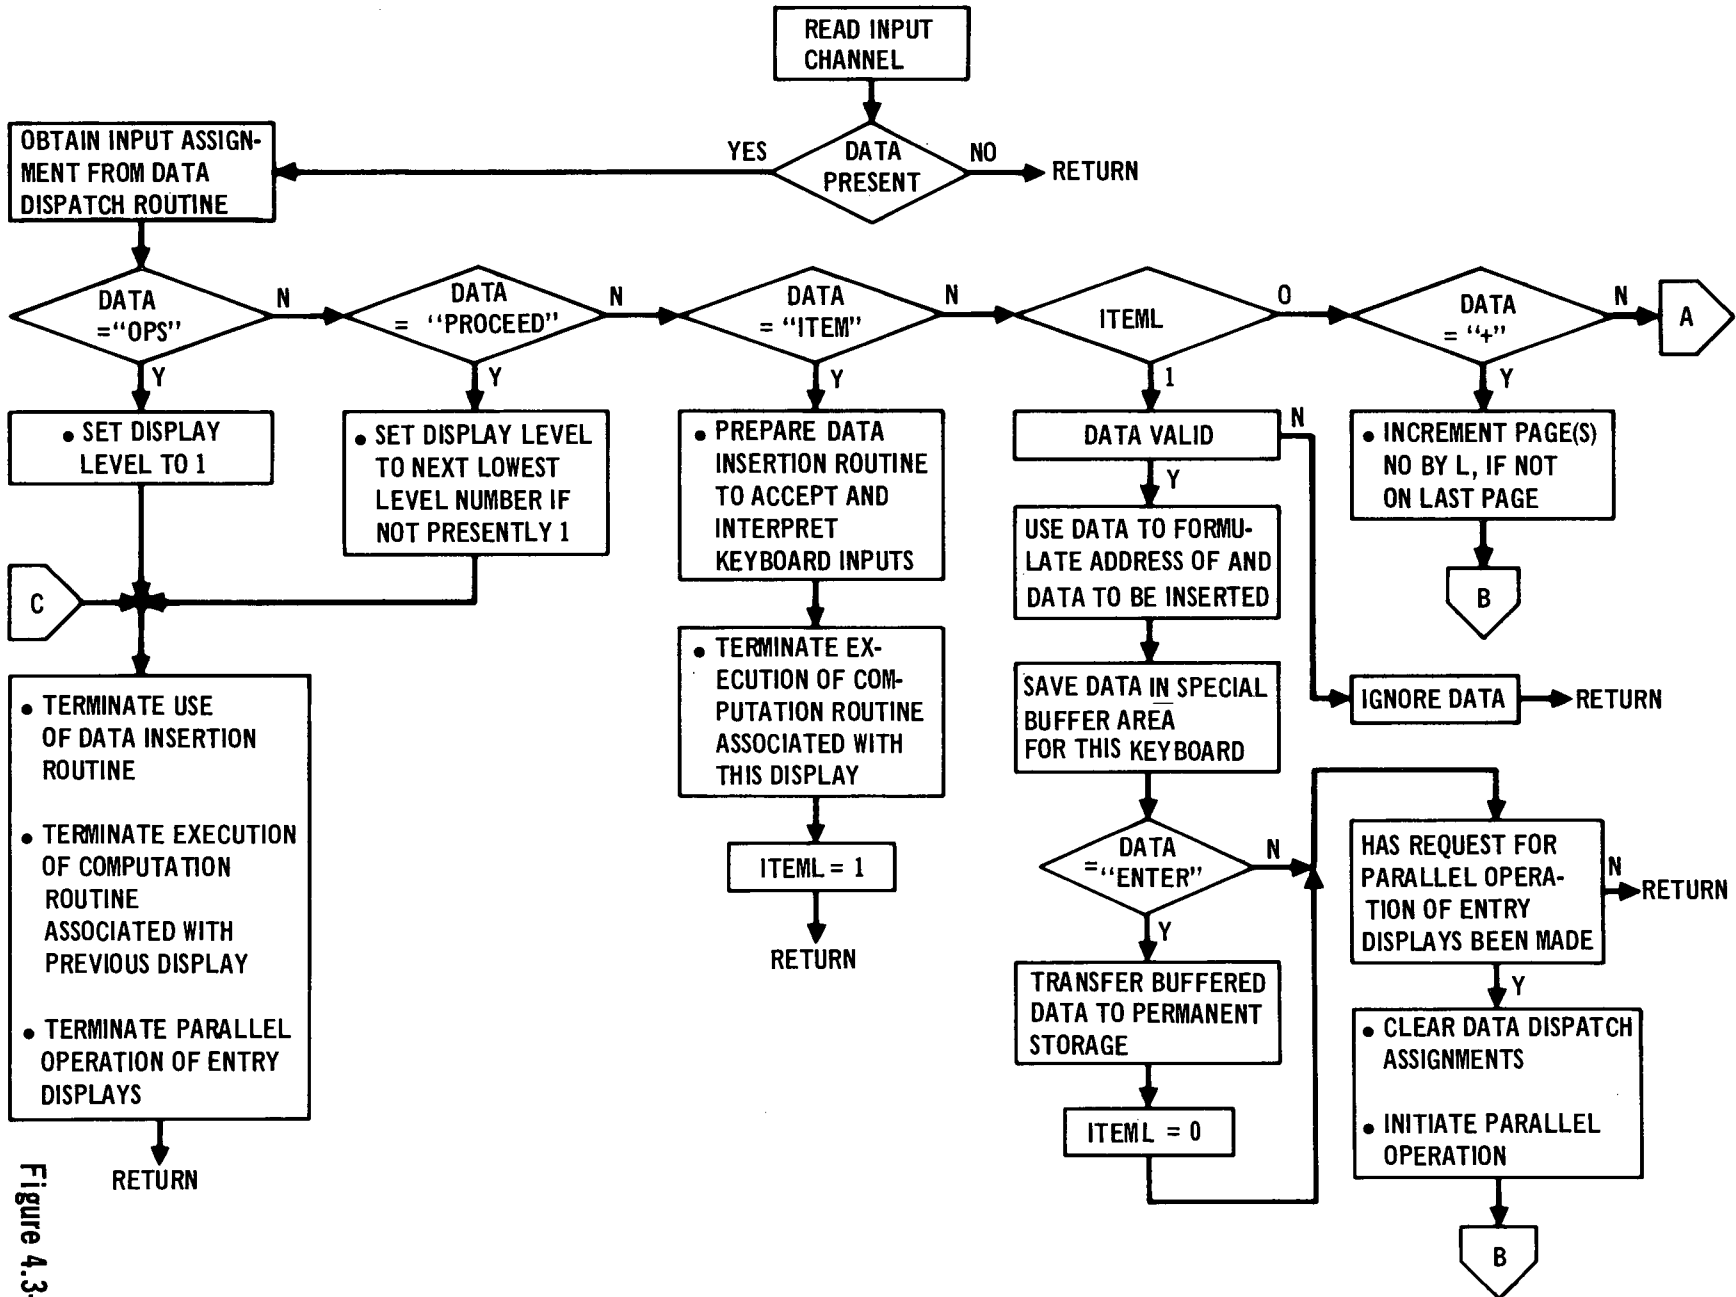 READ INPUT
CHANNEL
DATA
PRESENT
YES
NO
RETURN
OBTAIN INPUT ASSIGN-
MENT FROM DATA
DISPATCH ROUTINE
DATA
="OPS"
N
Y
DATA
= "PROCEED"
N
Y
DATA
= "ITEM"
N
Y
ITEML
0
1
DATA
= "+"
N
Y
A
• SET DISPLAY
LEVEL TO 1
• SET DISPLAY LEVEL
TO NEXT LOWEST
LEVEL NUMBER IF
NOT PRESENTLY 1
• PREPARE DATA
INSERTION ROUTINE
TO ACCEPT AND
INTERPRET
KEYBOARD INPUTS
DATA VALID
N
Y
• INCREMENT PAGE(S)
NO BY L, IF NOT
ON LAST PAGE
B
C
USE DATA TO FORMU-
LATE ADDRESS OF AND
DATA TO BE INSERTED
• TERMINATE USE
OF DATA INSERTION
ROUTINE
• TERMINATE EXECUTION
OF COMPUTATION
ROUTINE
ASSOCIATED WITH
PREVIOUS DISPLAY
• TERMINATE PARALLEL
OPERATION OF ENTRY
DISPLAYS
RETURN
• TERMINATE EX-
ECUTION OF COM-
PUTATION ROUTINE
ASSOCIATED WITH
THIS DISPLAY
ITEML = 1
RETURN
SAVE DATA IN SPECIAL
BUFFER AREA
FOR THIS KEYBOARD
IGNORE DATA
RETURN
DATA
="ENTER"
N
Y
TRANSFER BUFFERED
DATA TO PERMANENT
STORAGE
ITEML = 0
HAS REQUEST FOR
PARALLEL OPERA-
TION OF ENTRY
DISPLAYS BEEN MADE
N
RETURN
Y
• CLEAR DATA DISPATCH
ASSIGNMENTS
• INITIATE PARALLEL
OPERATION
B
Figure 4.3-